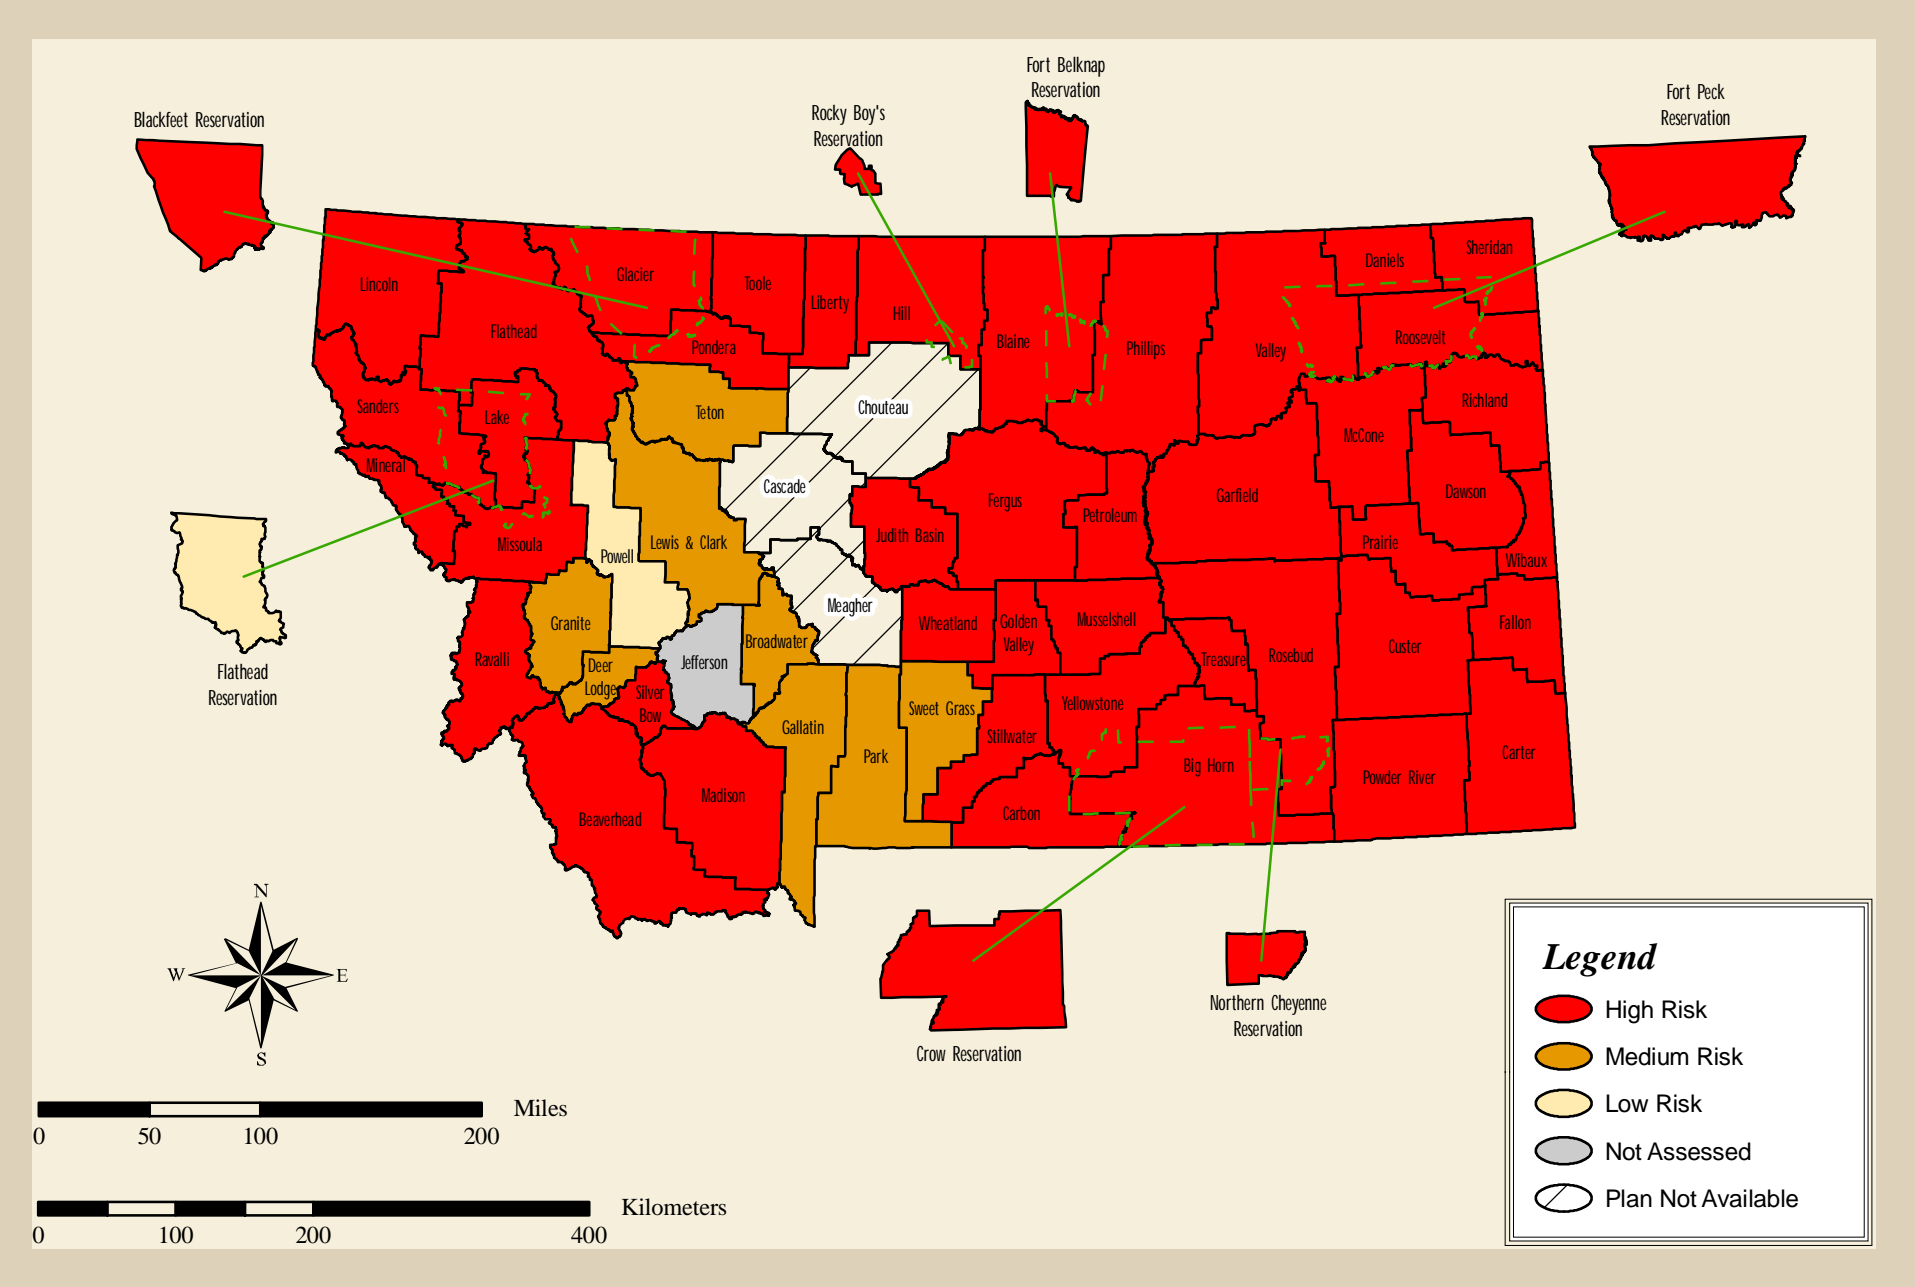 Fort Belknap
Reservation
Fort Peck
Reservation
Rocky Boy's
Reservation
Blackfeet Reservation
Sheridan
Daniels
Glacier
Toole
Lincoln
Liberty
Hill
Flathead
Blaine
Roosevelt
Pondera
Phillips
Valley
Richland
Sanders
Chouteau
Teton
Lake
McCone
Mineral
Cascade
Dawson
Garfield
Fergus
Petroleum
Judith Basin
Lewis & Clark
Missoula
Prairie
Powell
Wibaux
Meagher
Granite
Wheatland
Golden
Valley
Musselshell
Fallon
Broadwater
Custer
Ravalli
Deer
Lodge
Jefferson
Treasure
Rosebud
Flathead
Reservation
Silver
Bow
Yellowstone
Sweet Grass
Gallatin
Stillwater
Park
Carter
Big Horn
Powder River
Madison
Beaverhead
Carbon
N
W
E
S
Crow Reservation
Northern Cheyenne
Reservation
Legend
High Risk
Medium Risk
Low Risk
Not Assessed
Plan Not Available
Miles
0 50 100 200
Kilometers
0 100 200 400